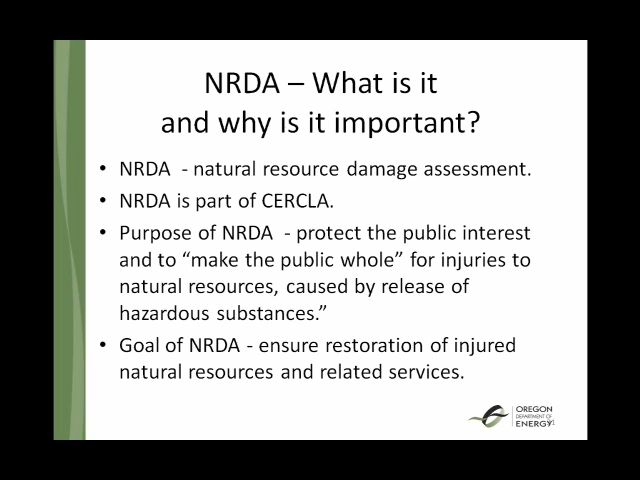 NRDA – What is it
and why is it important?
• NRDA - natural resource damage assessment.
• NRDA is part of CERCLA.
• Purpose of NRDA - protect the public interest
and to “make the public whole” for injuries to
natural resources, caused by release of
hazardous substances.”
• Goal of NRDA - ensure restoration of injured
natural resources and related services.
OREGON
DEPARTMENT OF
ENERGY